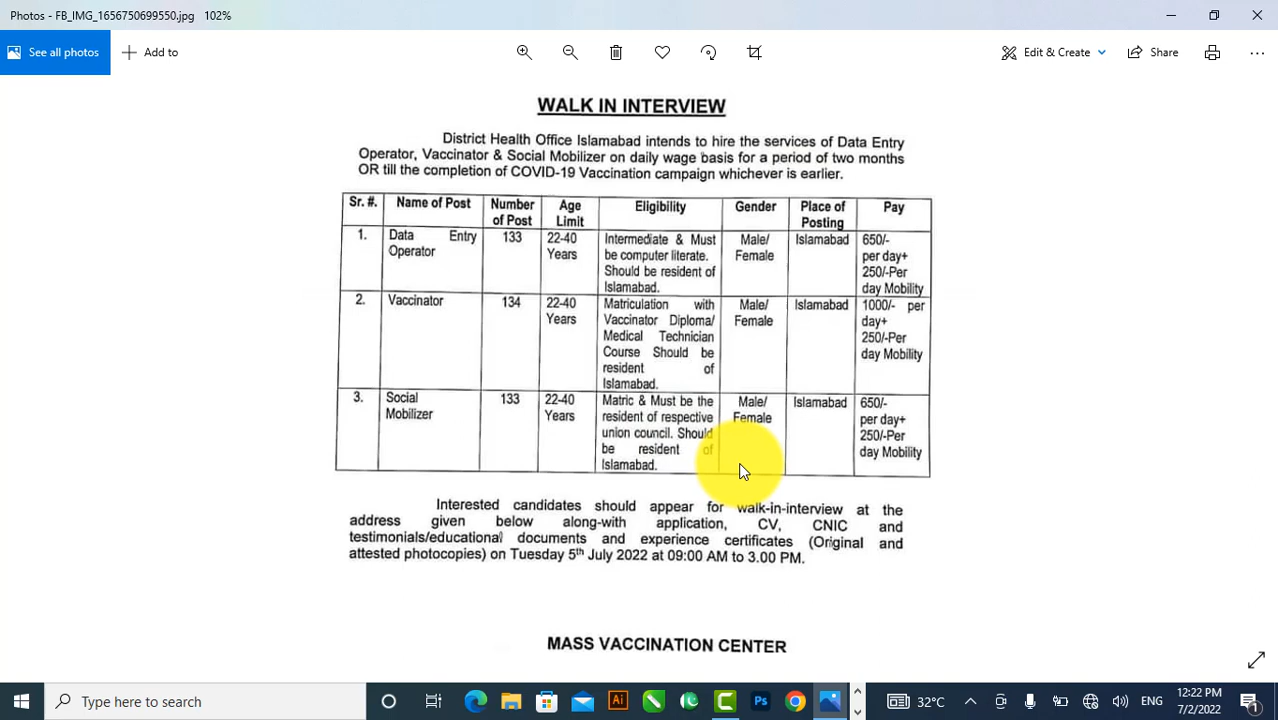 Photos - FB_IMG_1656750699550.jpg 102%
See all photos
Add to
Edit & Create
Share
WALK IN INTERVIEW
District Health Office Islamabad intends to hire the services of Data Entry
Operator, Vaccinator & Social Mobilizer on daily wage basis for a period of two months
OR till the completion of COVID-19 Vaccination campaign whichever is earlier.
Sr. #. Name of Post Number of Post Age Limit Eligibility Gender Place of Posting Pay
1. Data Entry Operator 133 22-40 Years Intermediate & Must be computer literate. Should be resident of Islamabad. Male/ Female Islamabad 650/- per day+ 250/-Per day Mobility
2. Vaccinator 134 22-40 Years Matriculation with Vaccinator Diploma/ Medical Technician Course Should be resident of Islamabad. Male/ Female Islamabad 1000/- per day+ 250/-Per day Mobility
3. Social Mobilizer 133 22-40 Years Matric & Must be the resident of respective union council. Should be resident of Islamabad. Male/ Female Islamabad 650/- per day+ 250/-Per day Mobility
Interested candidates should appear for walk-in-interview at the
address given below along-with application, CV, CNIC and
testimonials/educational documents and experience certificates (Original and
attested photocopies) on Tuesday 5th July 2022 at 09:00 AM to 3.00 PM.
MASS VACCINATION CENTER
Type here to search
Ai
Ps
32°C
ENG
12:22 PM
7/2/2022
1